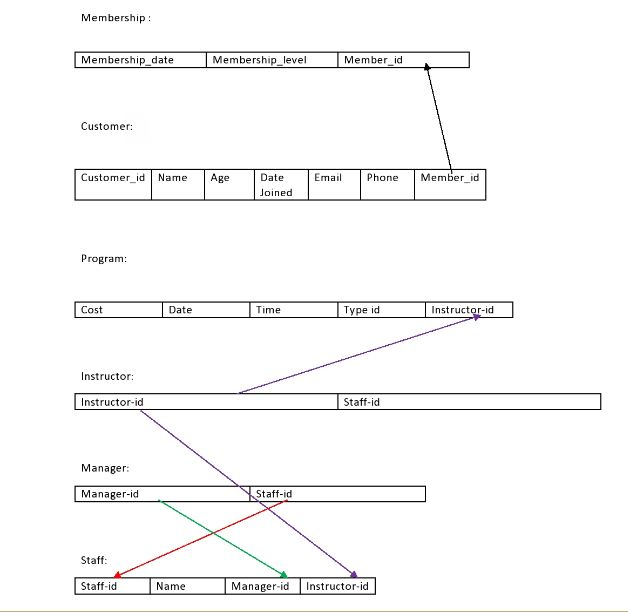 Membership :
Membership_date Membership_level Member_id
Customer:
Customer_id Name Age Date Joined Email Phone Member_id
Program:
Cost Date Time Type id Instructor-id
Instructor:
Instructor-id Staff-id
Manager:
Manager-id Staff-id
Staff:
Staff-id Name Manager-id Instructor-id